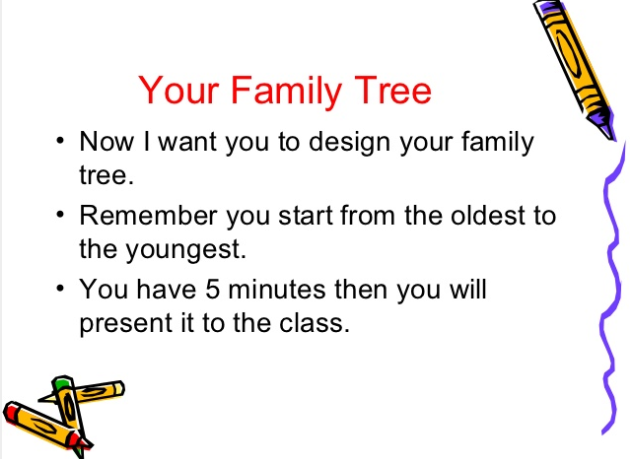 Your Family Tree
• Now I want you to design your family
tree.
• Remember you start from the oldest to
the youngest.
• You have 5 minutes then you will
present it to the class.